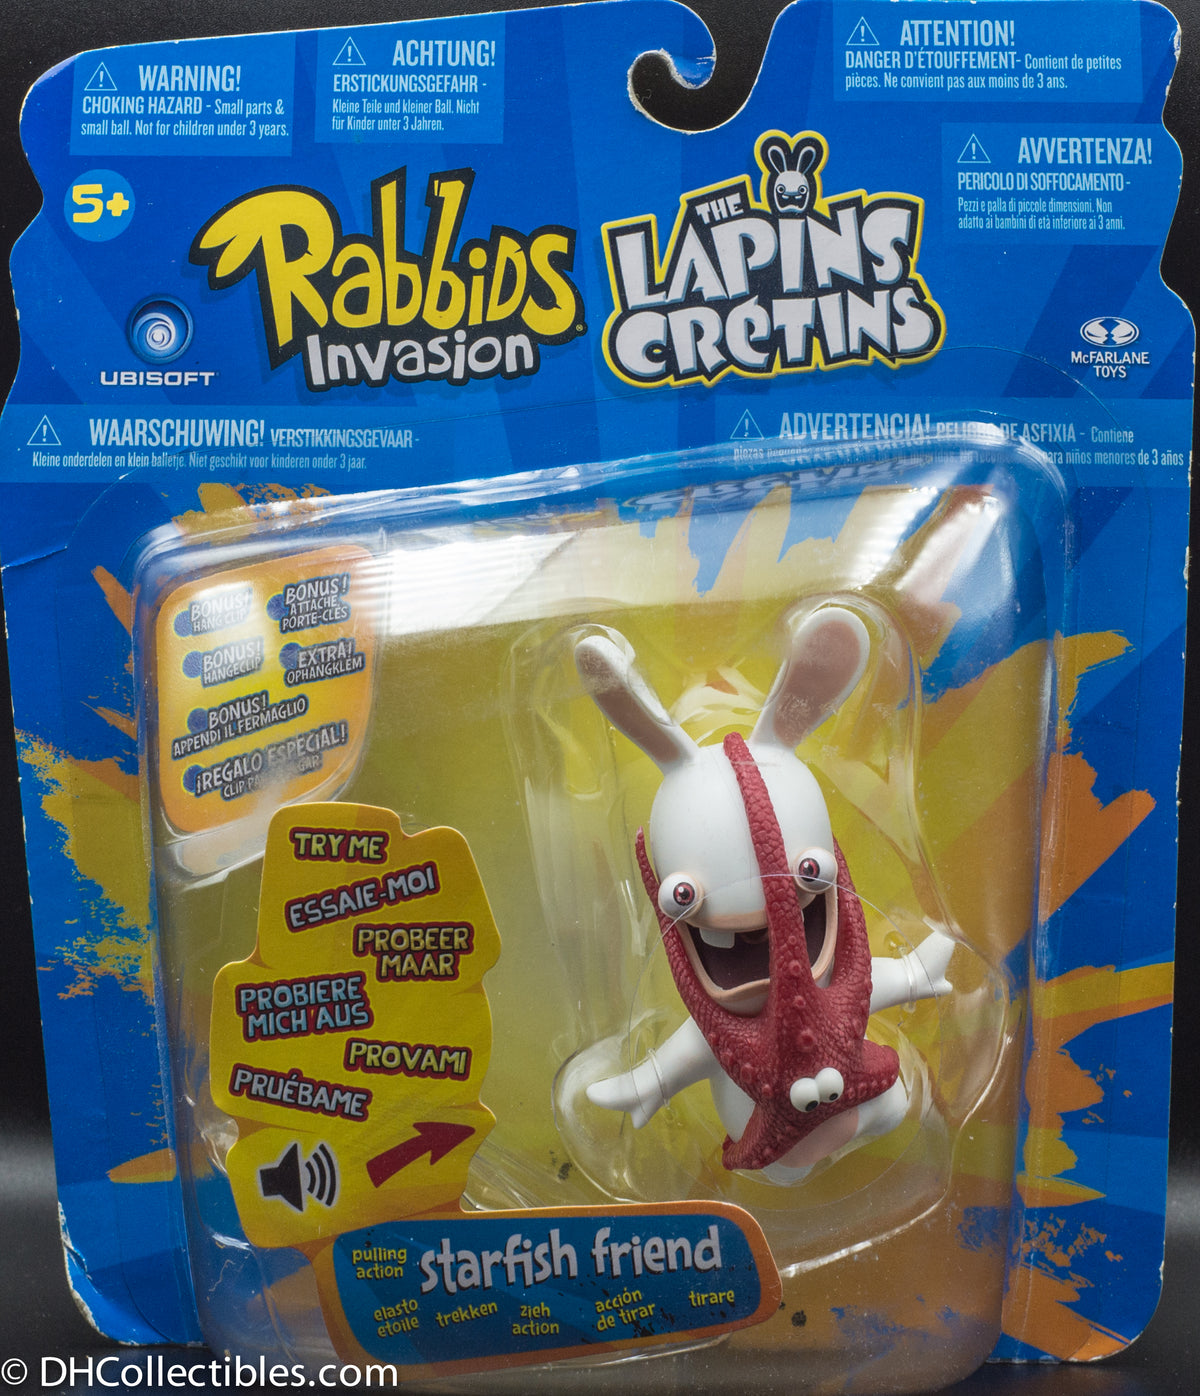 WARNING!
CHOKING HAZARD - Small parts &
small ball. Not for children under 3 years.
ACHTUNG!
ERSTICKUNGSGEFAHR -
Kleine Teile und kleiner Ball. Nicht
für Kinder unter 3 Jahren.
ATTENTION!
DANGER D'ÉTOUFFEMENT- Contient de petites
pièces. Ne convient pas aux moins de 3 ans.
AVVERTENZA!
PERICOLO DI SOFFOCAMENTO -
Pezzi e palla di piccole dimensioni. Non
adatto ai bambini di età inferiore ai 3 anni.
5+
Rabbids
Invasion
THE
LAPINS
CRÉTINS
UBISOFT
McFARLANE
TOYS
WAARSCHUWING! VERSTIKKINGSGEVAAR -
Kleine onderdelen en klein balletje. Niet geschikt voor kinderen onder 3 jaar.
ADVERTENCIA! PELIGRO DE ASFIXIA - Contiene
piezas para niños menores de 3 años
BONUS!
HANG CLIP
BONUS!
ATTACHE
PORTE-CLÉS
BONUS!
HANGECLIP
EXTRA!
OPHANGKLEM
BONUS!
APPENDI IL FERMAGLIO
¡REGALO ESPECIAL!
CLIP
TRY ME
ESSAIE-MOI
PROBEER
MAAR
PROBIERE
MICH AUS
PROVAMI
PRUÉBAME
pulling
action
starfish friend
elasto
etoile
trekken
zieh
action
acción
de tirar
tirare
© DHCollectibles.com